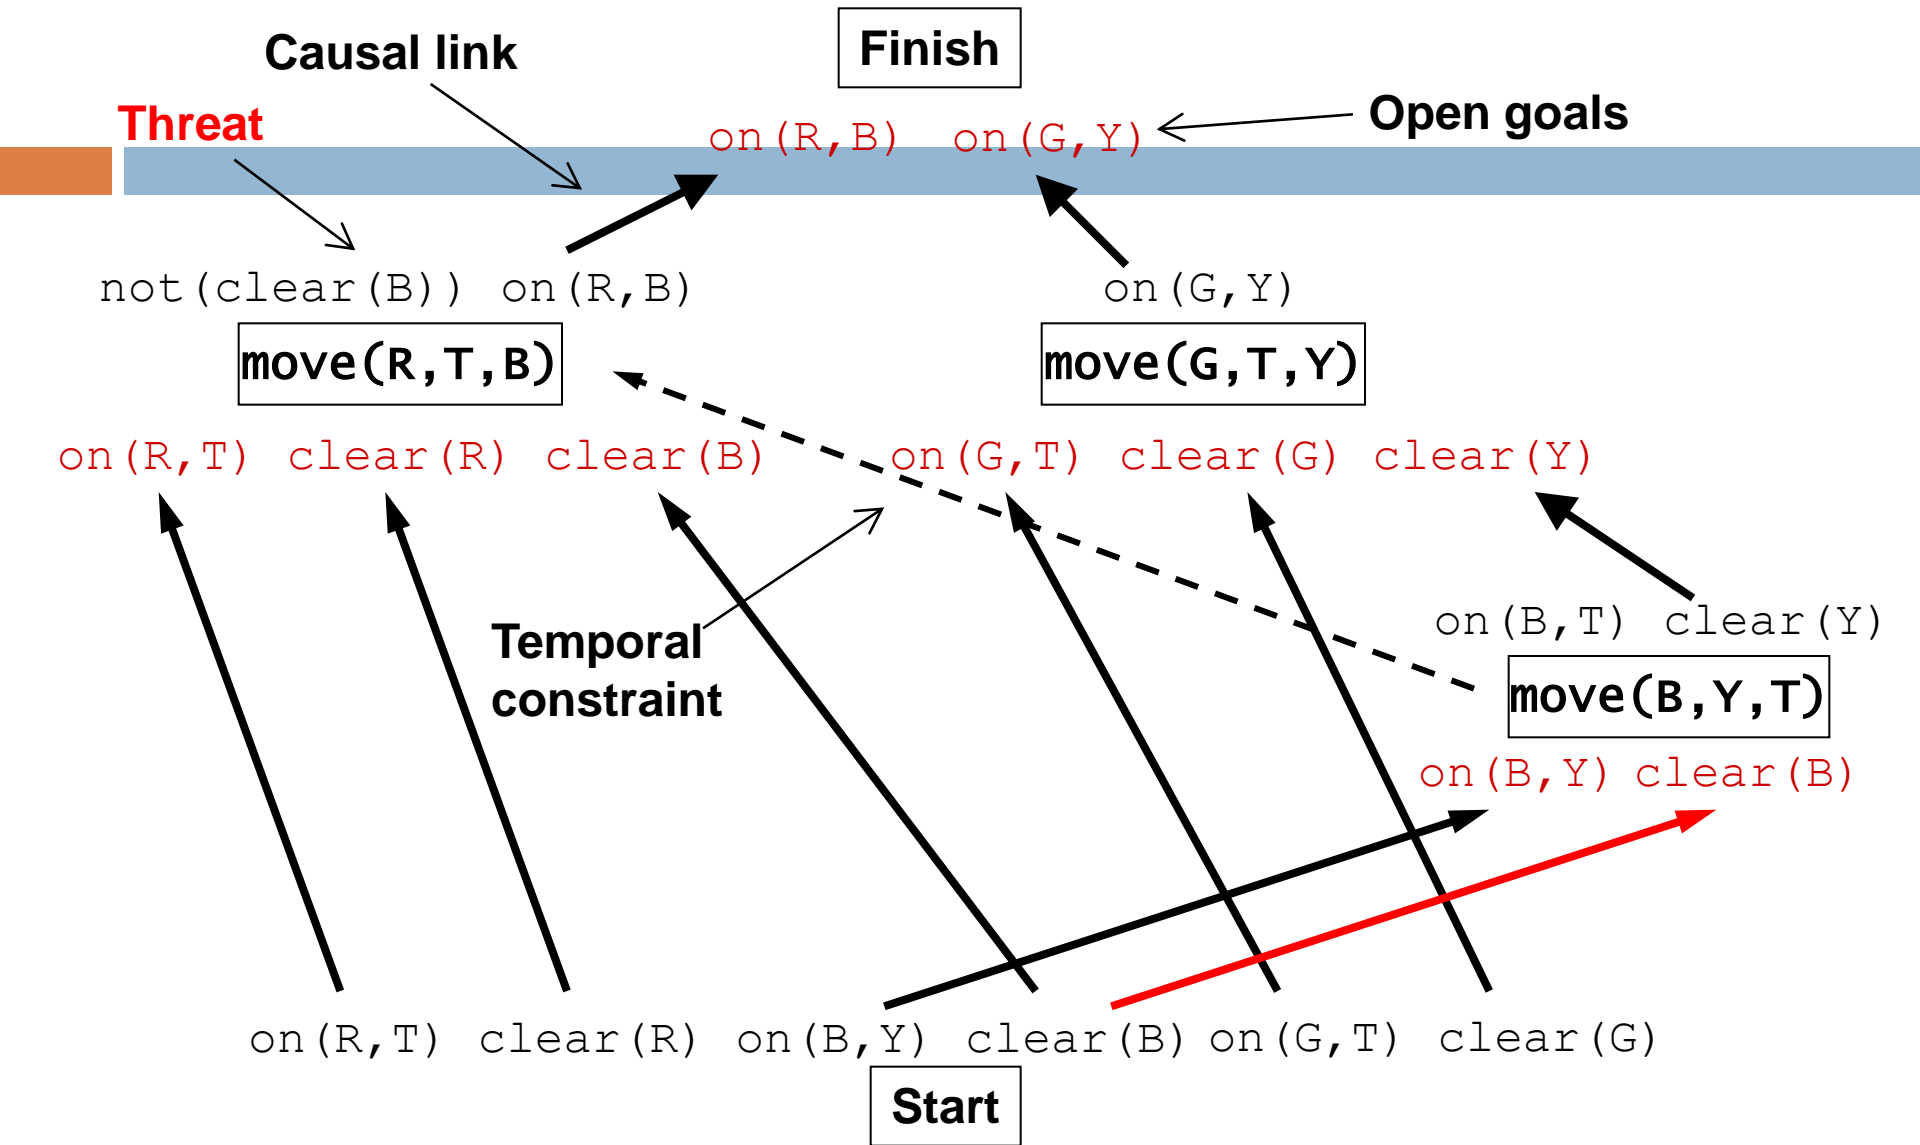 Finish
Causal link
Threat
on(R,B) on(G,Y)
Open goals
not(clear(B)) on(R,B)
on(G,Y)
move(R,T,B)
move(G,T,Y)
on(R,T) clear(R) clear(B)
on(G,T) clear(G) clear(Y)
Temporal
constraint
on(B,T) clear(Y)
move(B,Y,T)
on(B,Y) clear(B)
on(R,T) clear(R) on(B,Y) clear(B) on(G,T) clear(G)
Start